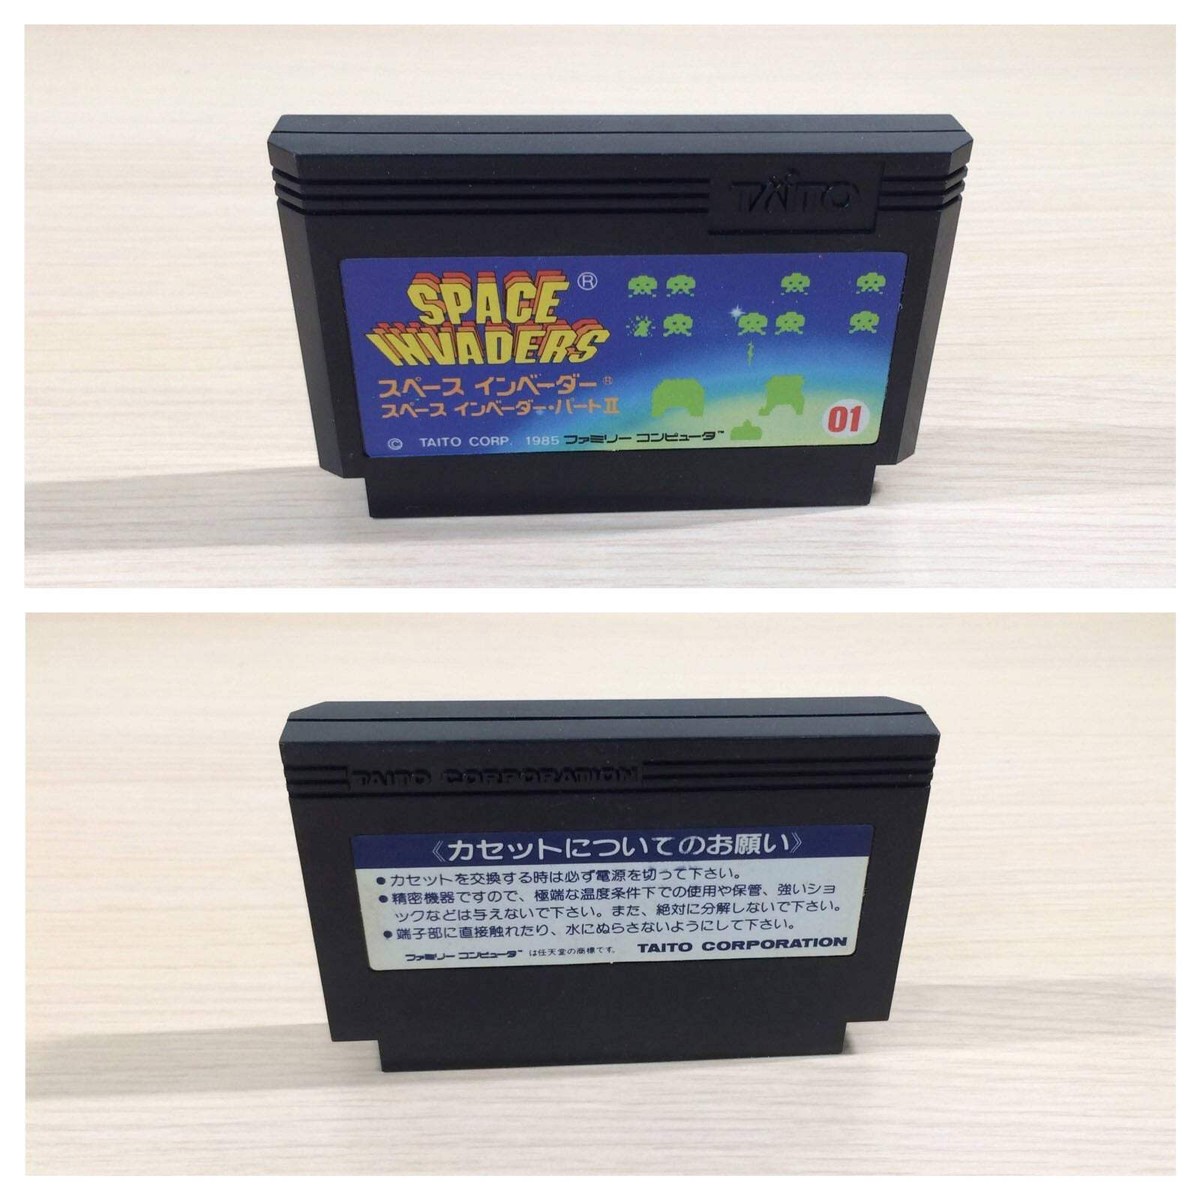 TAITO
SPACE ®
INVADERS
スペース インベーダー®
スペース インベーダー・パートⅡ
© TAITO CORP. 1985 ファミリー コンピュータ™
01
TAITO CORPORATION
《カセットについてのお願い》
●カセットを交換する時は必ず電源を切って下さい。
●精密機器ですので、極端な温度条件下での使用や保管、強いショ
ックなどは与えないで下さい。また、絶対に分解しないで下さい。
●端子部に直接触れたり、水にぬらさないようにして下さい。
ファミリー コンピュータ™ は任天堂の商標です。 TAITO CORPORATION